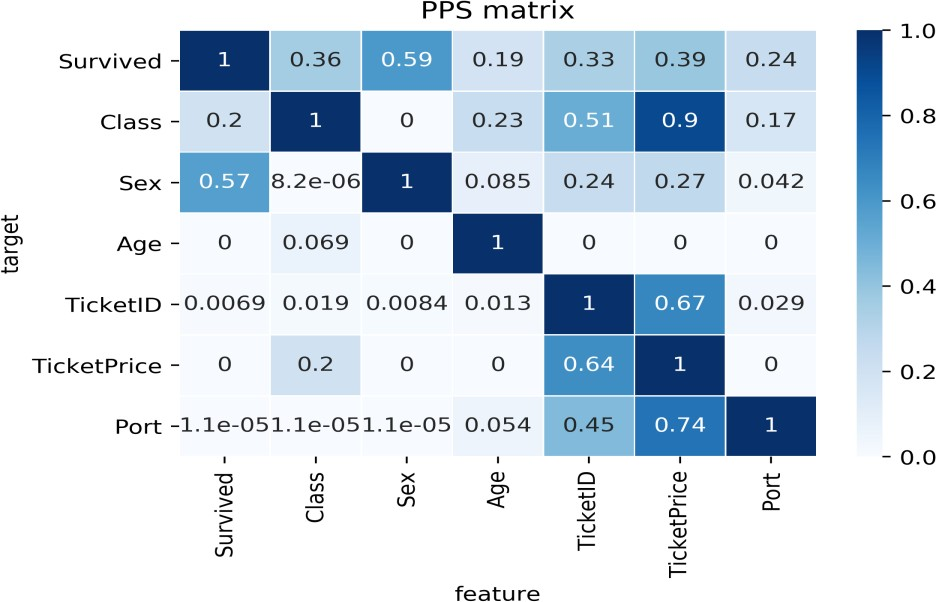 PPS matrix
Survived 1 0.36 0.59 0.19 0.33 0.39 0.24
Class 0.2 1 0 0.23 0.51 0.9 0.17
Sex 0.57 8.2e-06 1 0.085 0.24 0.27 0.042
Age 0 0.069 0 1 0 0 0
TicketID 0.0069 0.019 0.0084 0.013 1 0.67 0.029
TicketPrice 0 0.2 0 0 0.64 1 0
Port 1.1e-05 1.1e-05 1.1e-05 0.054 0.45 0.74 1
target
Survived Class Sex Age TicketID TicketPrice Port
feature
1.0
0.8
0.6
0.4
0.2
0.0